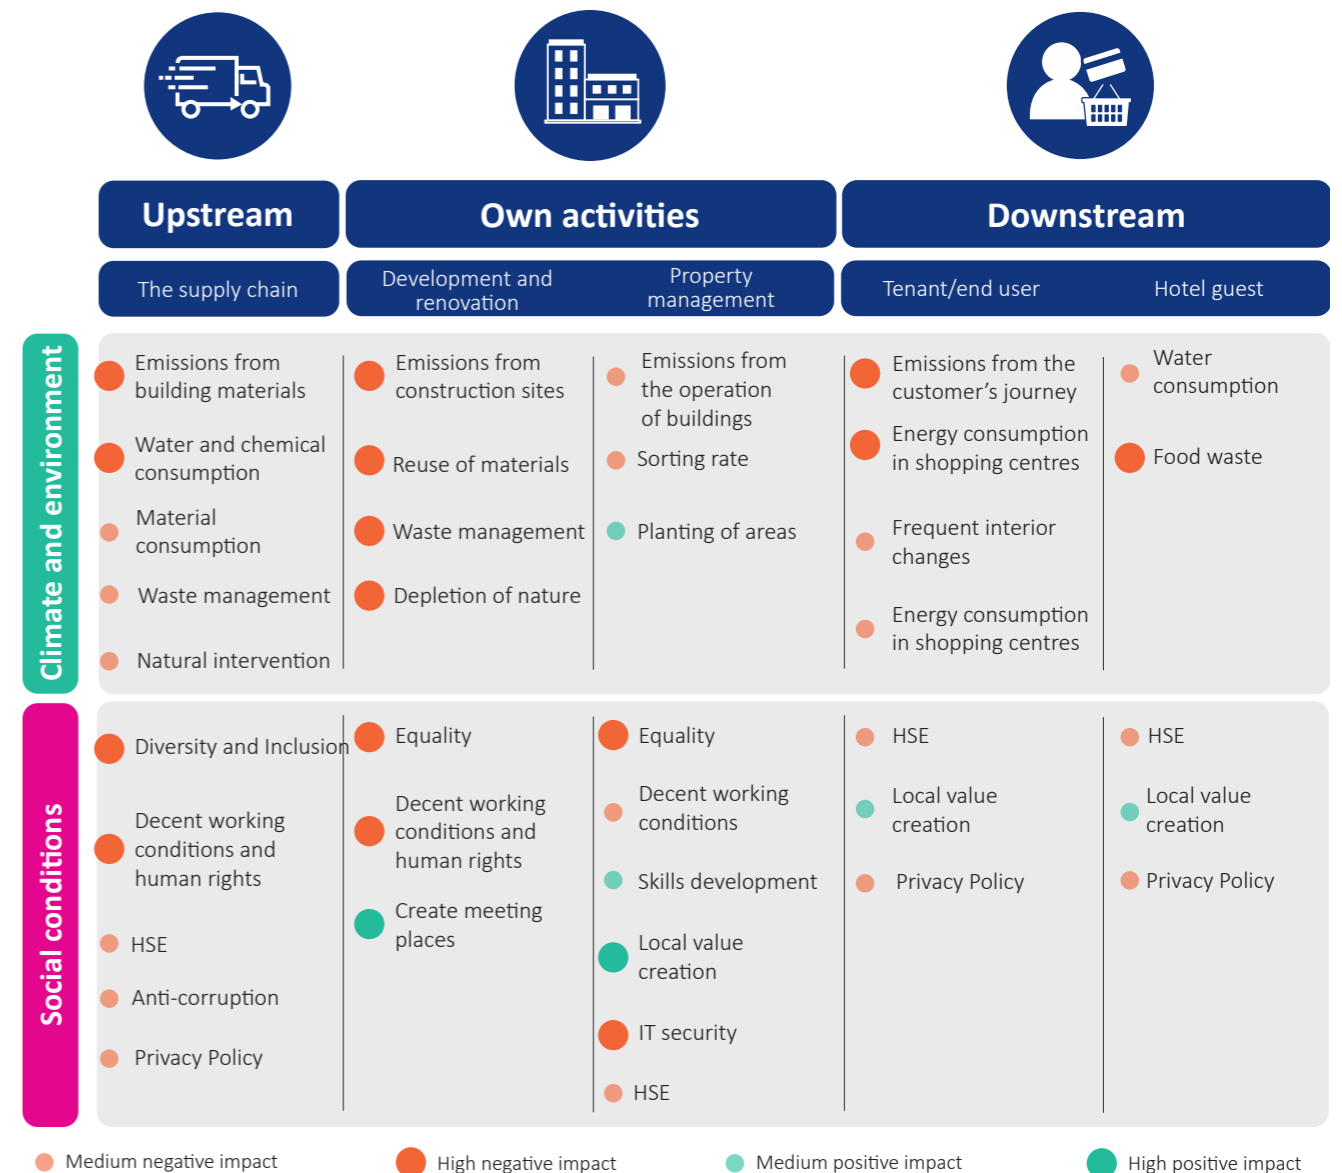 Upstream
Own activities
Downstream
The supply chain
Development and
renovation
Property
management
Tenant/end user
Hotel guest
Climate and environment
Emissions from
building materials
Water and chemical
consumption
Material
consumption
Waste management
Natural intervention
Emissions from
construction sites
Reuse of materials
Waste management
Depletion of nature
Emissions from
the operation
of buildings
Sorting rate
Planting of areas
Emissions from the
customer’s journey
Energy consumption
in shopping centres
Frequent interior
changes
Energy consumption
in shopping centres
Water
consumption
Food waste
Social conditions
Diversity and Inclusion
Decent working
conditions and
human rights
HSE
Anti-corruption
Privacy Policy
Equality
Decent working
conditions and
human rights
Create meeting
places
Equality
Decent working
conditions
Skills development
Local value
creation
IT security
HSE
HSE
Local value
creation
Privacy Policy
HSE
Local value
creation
Privacy Policy
Medium negative impact
High negative impact
Medium positive impact
High positive impact